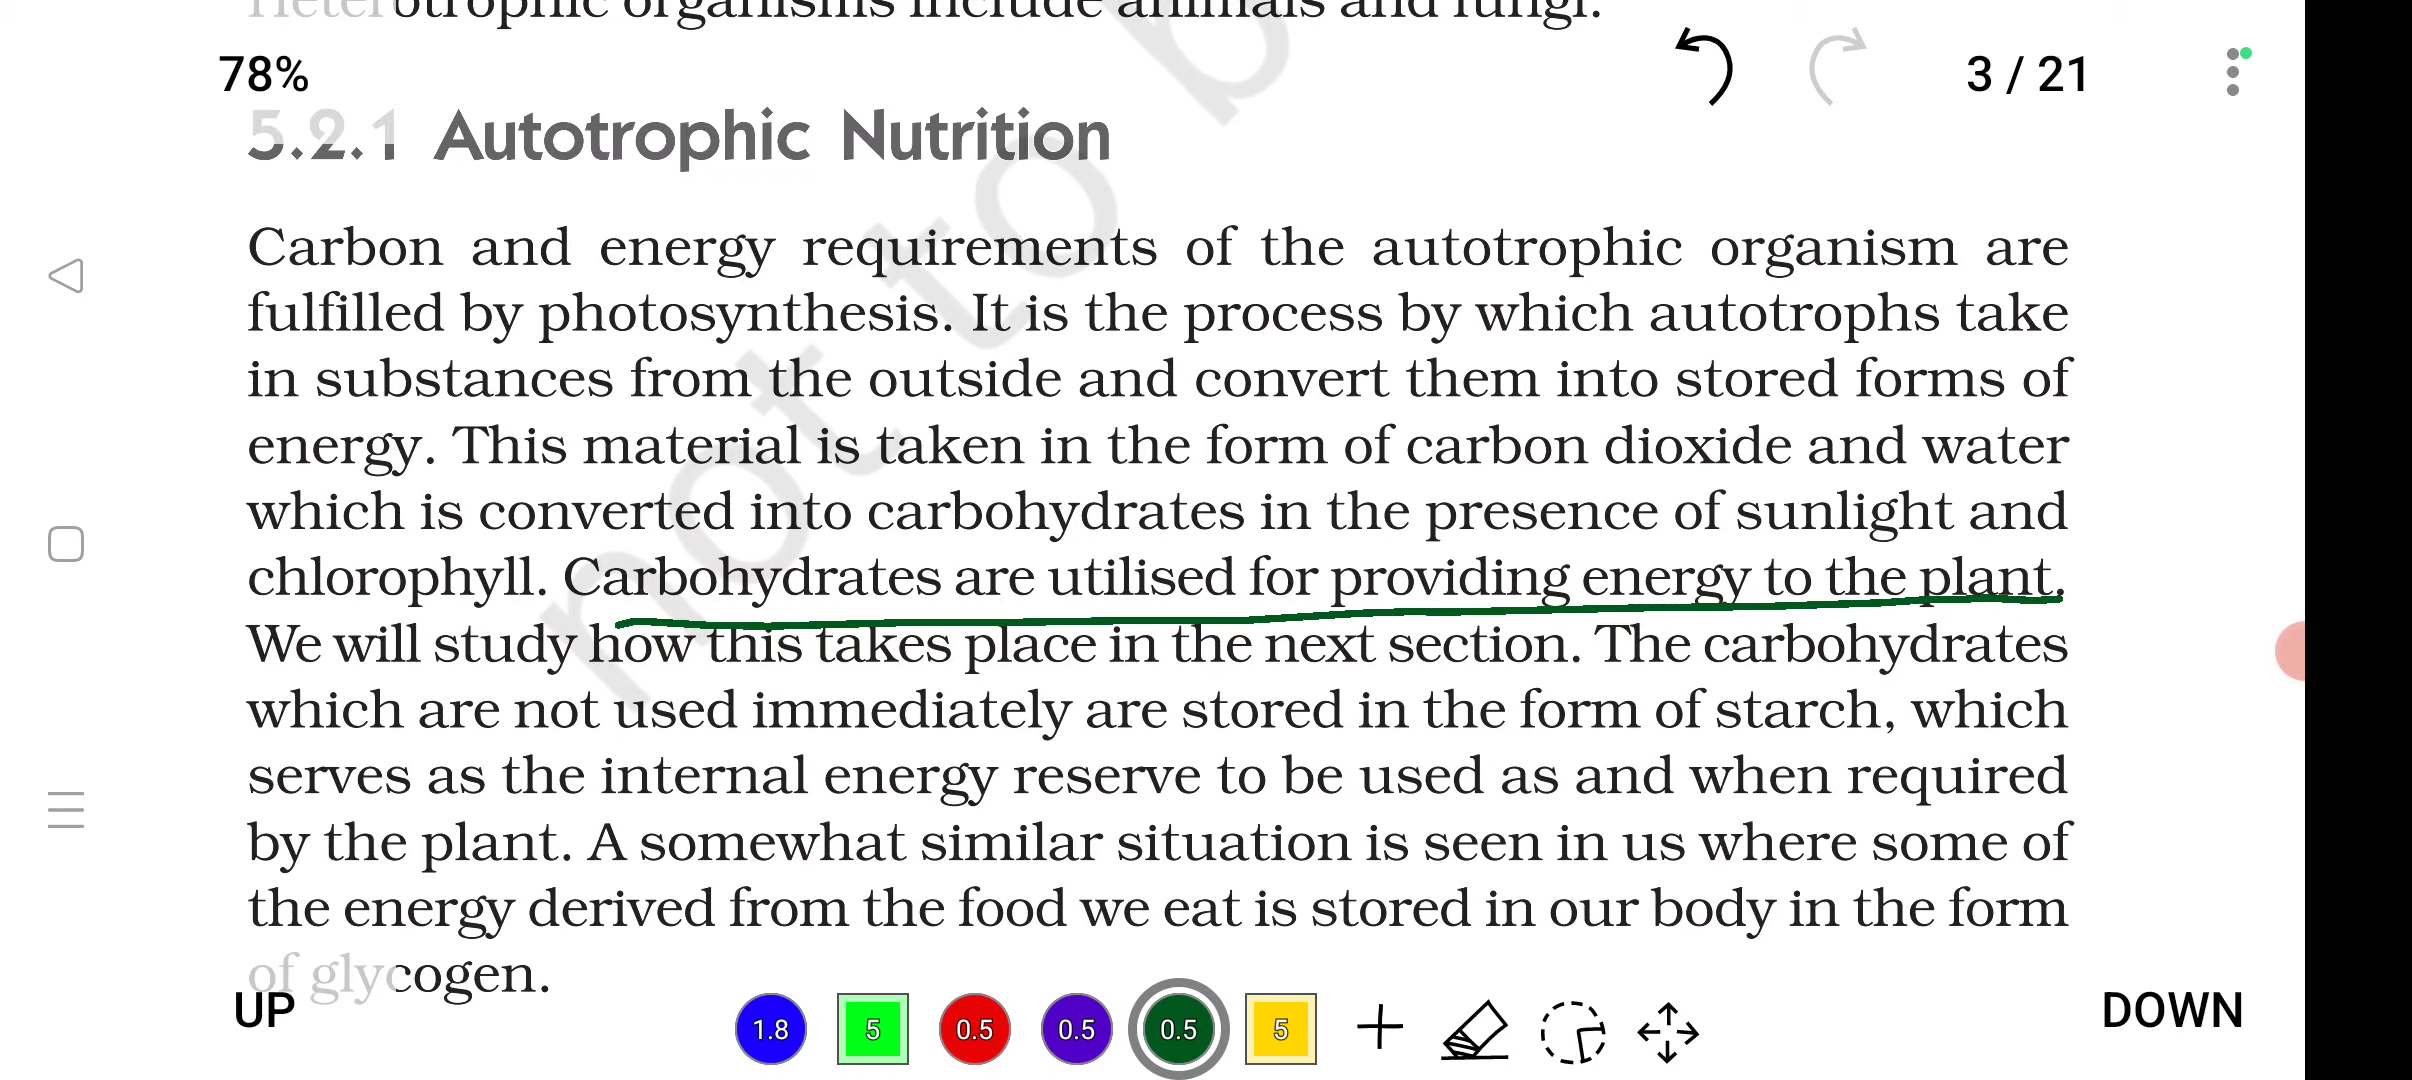 Heterotrophic organisms include animals and fungi.
78%
3 / 21
5.2.1 Autotrophic Nutrition
Carbon and energy requirements of the autotrophic organism are
fulfilled by photosynthesis. It is the process by which autotrophs take
in substances from the outside and convert them into stored forms of
energy. This material is taken in the form of carbon dioxide and water
which is converted into carbohydrates in the presence of sunlight and
chlorophyll. Carbohydrates are utilised for providing energy to the plant.
We will study how this takes place in the next section. The carbohydrates
which are not used immediately are stored in the form of starch, which
serves as the internal energy reserve to be used as and when required
by the plant. A somewhat similar situation is seen in us where some of
the energy derived from the food we eat is stored in our body in the form
of glycogen.
not to b
UP
1.8 5 0.5 0.5 0.5 5
DOWN